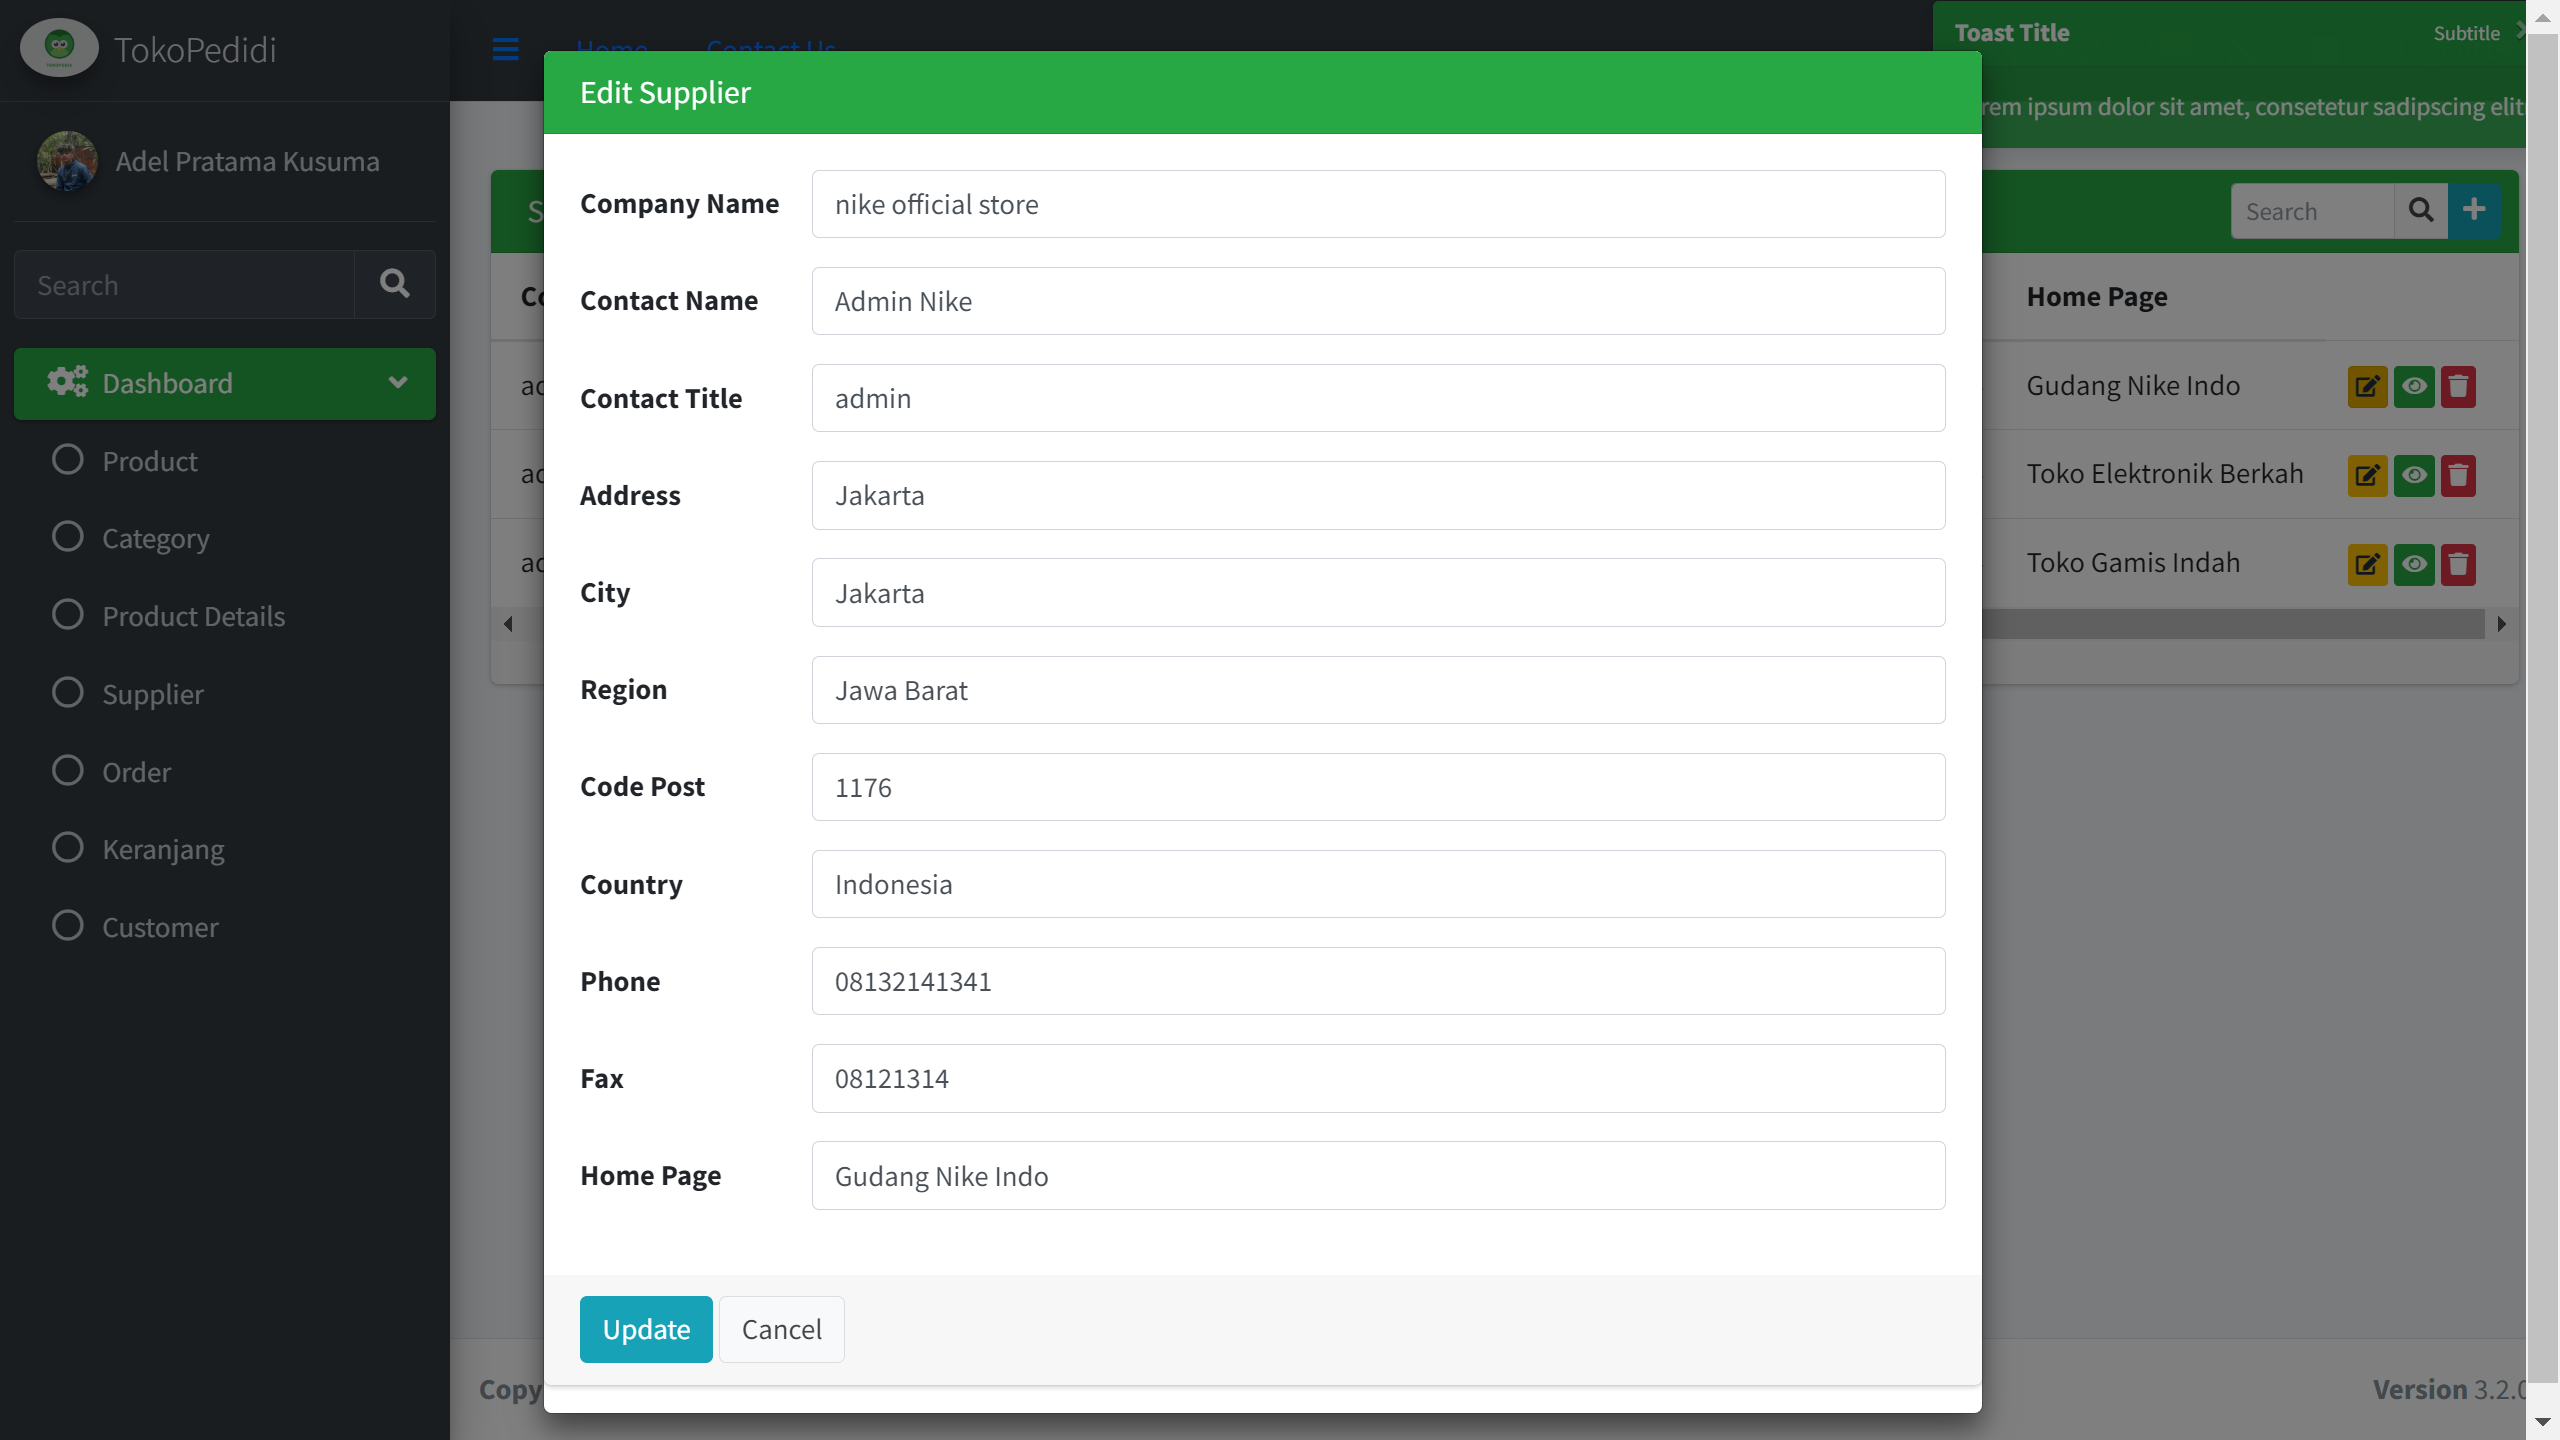 TokoPedidi
Home
Contact Us
Toast Title
Subtitle
rem ipsum dolor sit amet, consetetur sadipscing elit
Adel Pratama Kusuma
Search
Dashboard
Product
Category
Product Details
Supplier
Order
Keranjang
Customer
Edit Supplier
Company Name
nike official store
Contact Name
Admin Nike
Contact Title
admin
Address
Jakarta
City
Jakarta
Region
Jawa Barat
Code Post
1176
Country
Indonesia
Phone
08132141341
Fax
08121314
Home Page
Gudang Nike Indo
Update
Cancel
Search
Home Page
Gudang Nike Indo
Toko Elektronik Berkah
Toko Gamis Indah
Copy
Version 3.2.0